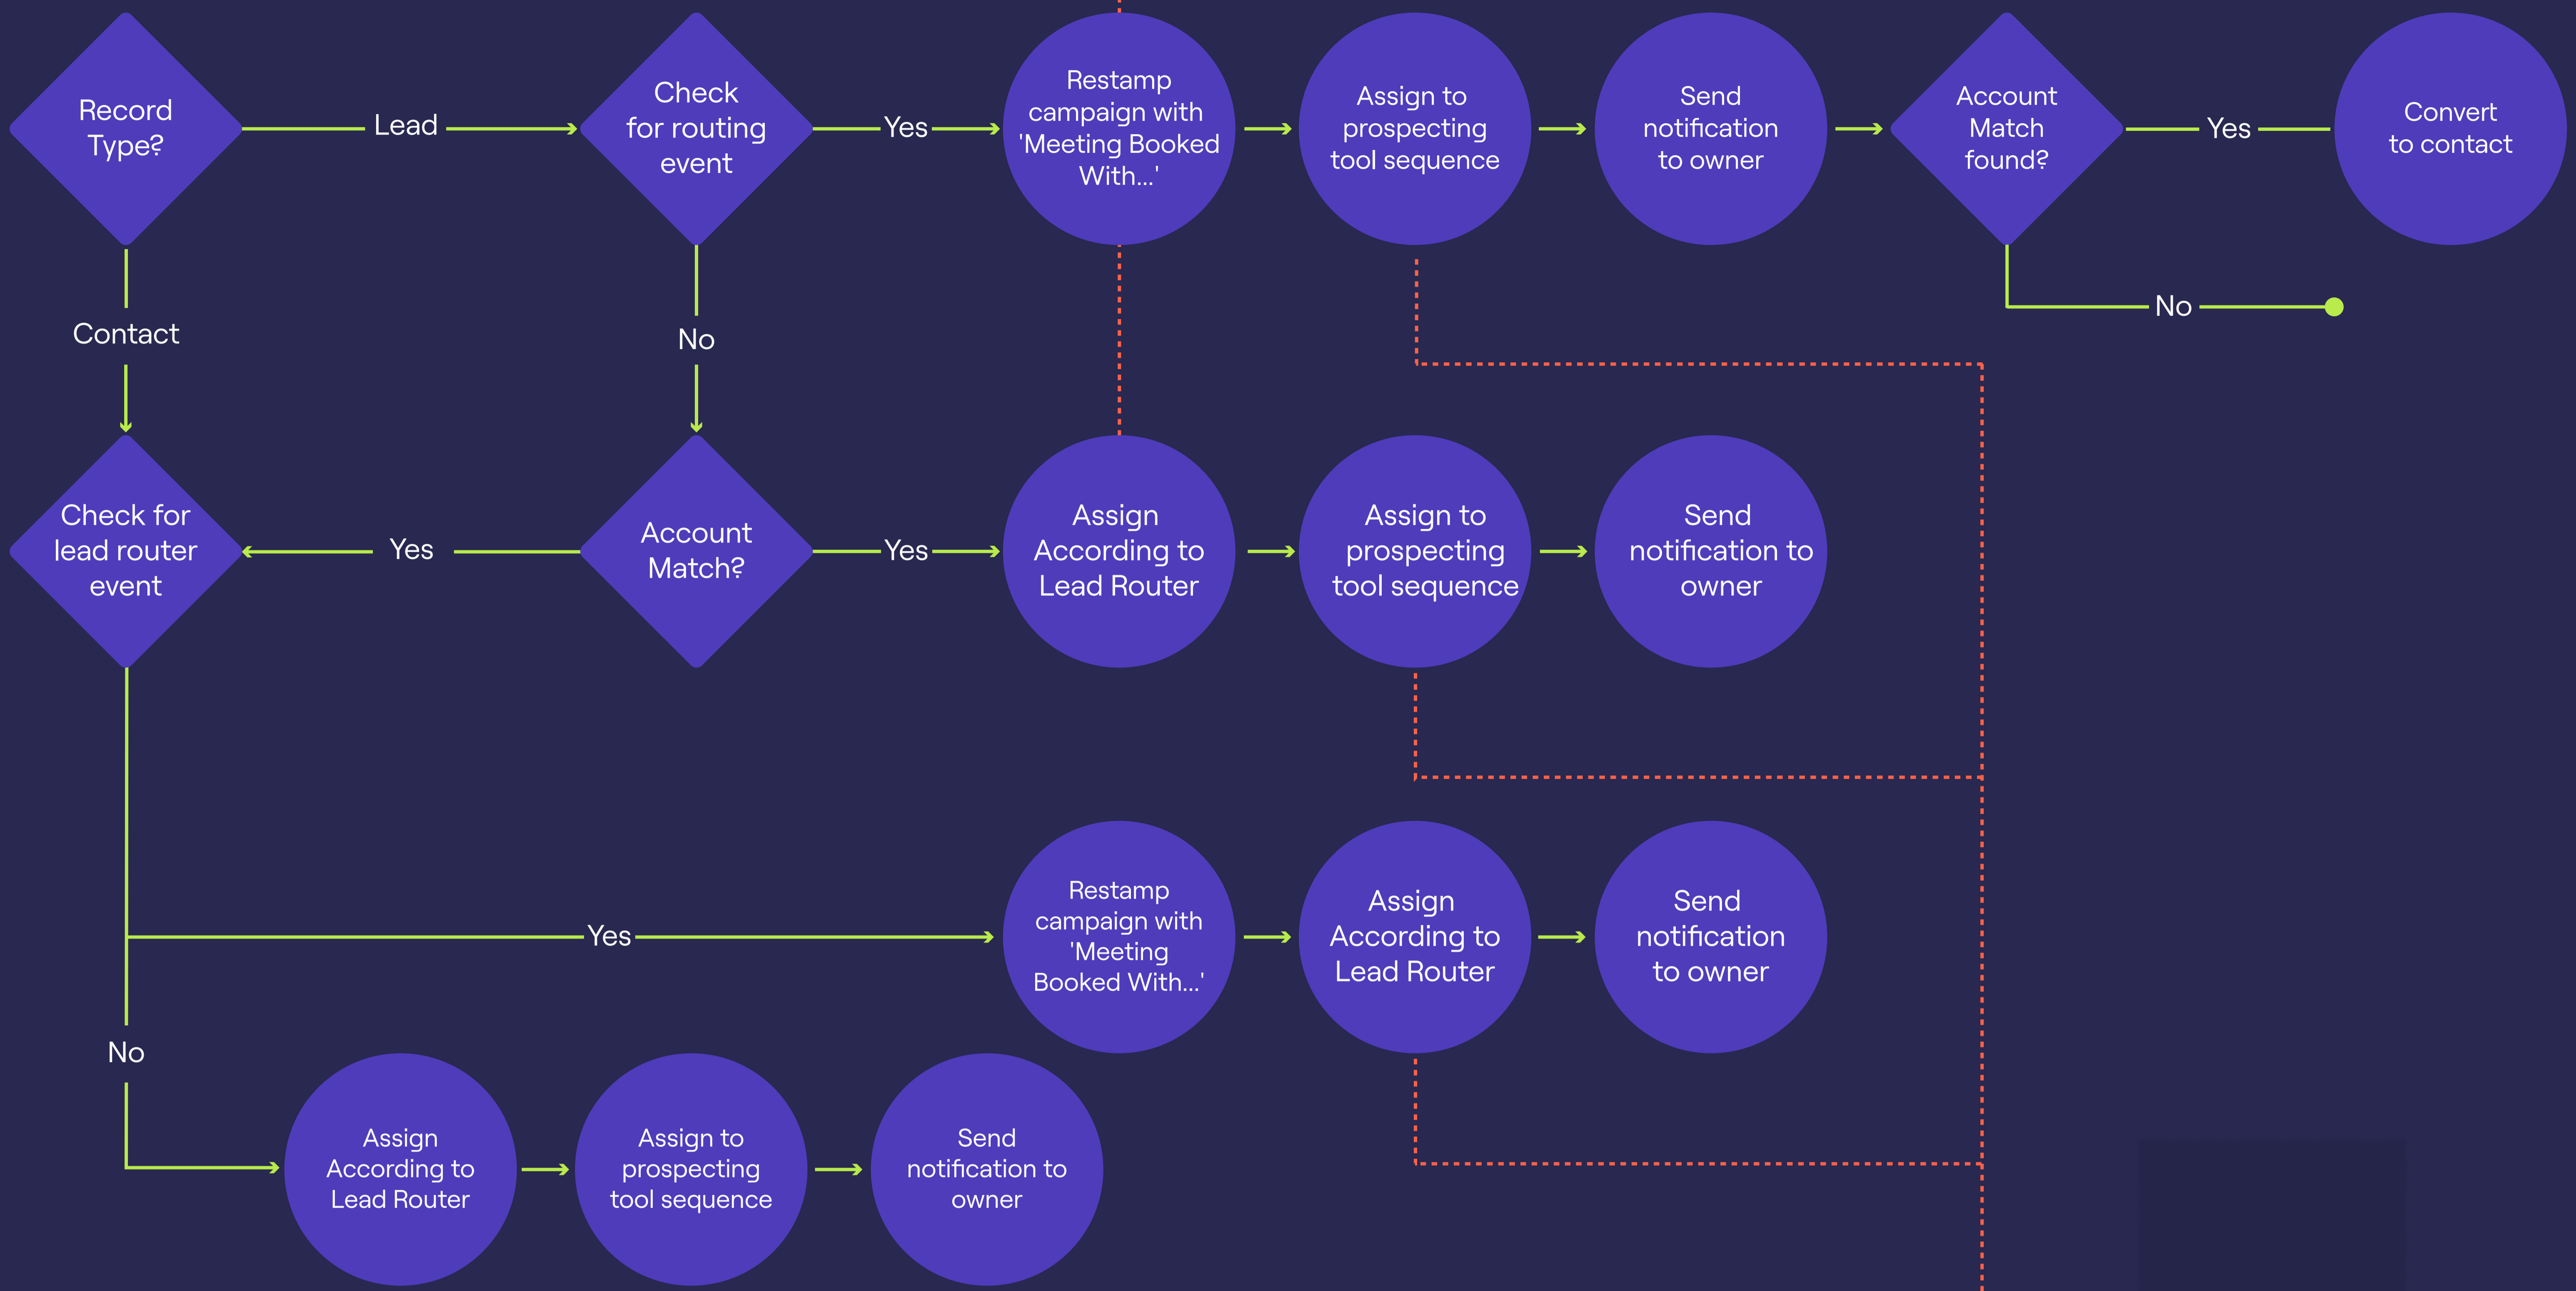 Record
Type?
Lead
Check
for routing
event
Yes
Restamp
campaign with
'Meeting Booked
With...'
Assign to
prospecting
tool sequence
Send
notification
to owner
Account
Match
found?
Yes
Convert
to contact
Contact
No
No
Check for
lead router
event
Yes
Account
Match?
Yes
Assign
According to
Lead Router
Assign to
prospecting
tool sequence
Send
notification to
owner
Yes
Restamp
campaign with
'Meeting
Booked With...'
Assign
According to
Lead Router
Send
notification
to owner
No
Assign
According to
Lead Router
Assign to
prospecting
tool sequence
Send
notification to
owner